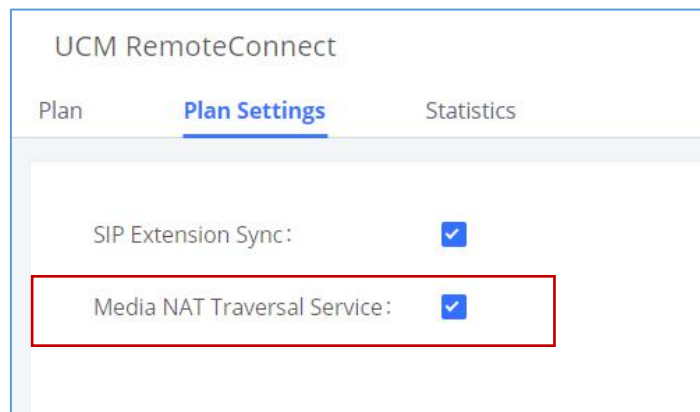 UCM RemoteConnect
Plan Plan Settings Statistics
SIP Extension Sync:
Media NAT Traversal Service: